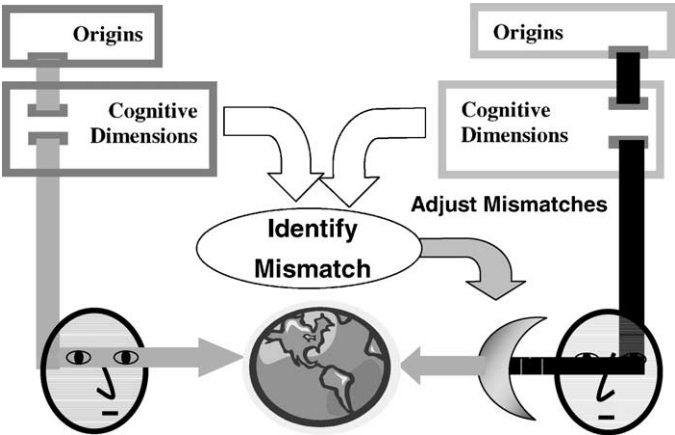 Origins
Origins
Cognitive
Dimensions
Cognitive
Dimensions
Adjust Mismatches
Identify
Mismatch